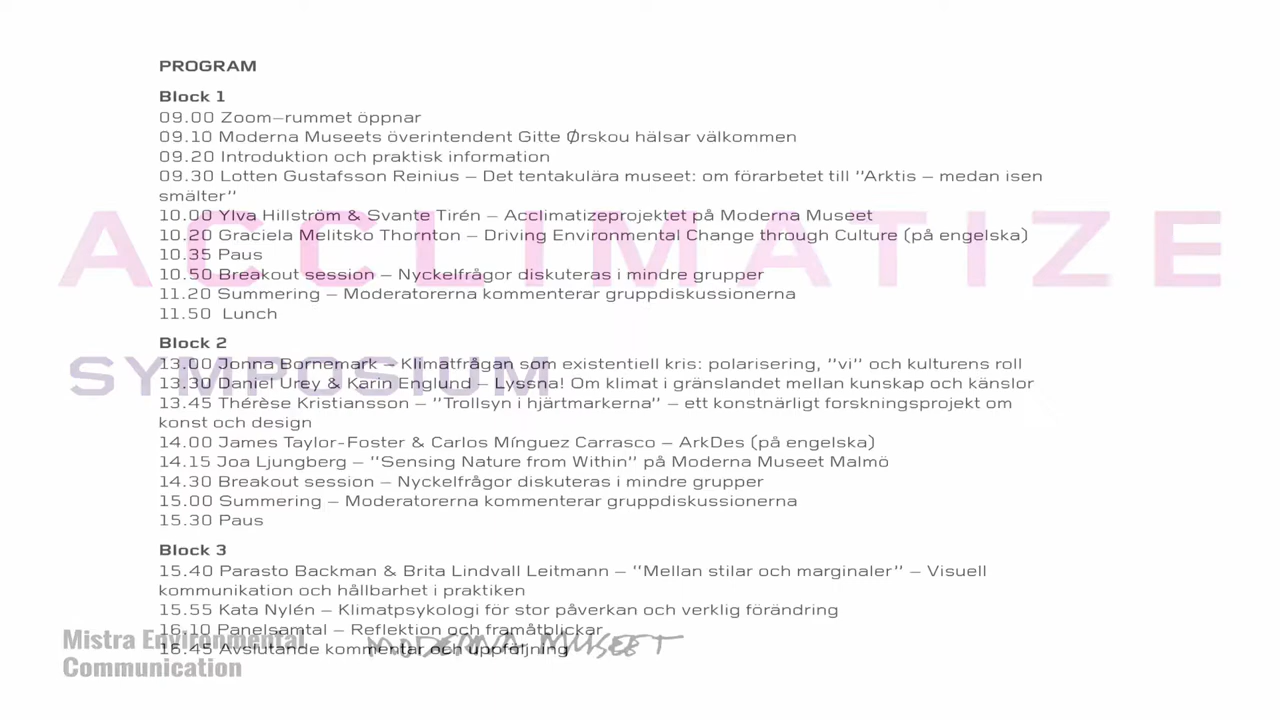 PROGRAM
Block 1
09.00 Zoom–rummet öppnar
09.10 Moderna Museets överintendent Gitte Ørskou hälsar välkommen
09.20 Introduktion och praktisk information
09.30 Lotten Gustafsson Reinius – Det tentakulära museet: om förarbetet till "Arktis – medan isen
smälter"
10.00 Ylva Hillström & Svante Tirén – Acclimatizeprojektet på Moderna Museet
10.20 Graciela Melitsko Thornton – Driving Environmental Change through Culture (på engelska)
10.35 Paus
10.50 Breakout session – Nyckelfrågor diskuteras i mindre grupper
11.20 Summering – Moderatorerna kommenterar gruppdiskussionerna
11.50 Lunch
ACCLIMATIZE
Block 2
13.00 Jonna Bornemark – Klimatfrågan som existentiell kris: polarisering, "vi" och kulturens roll
13.30 Daniel Urey & Karin Englund – Lyssna! Om klimat i gränslandet mellan kunskap och känslor
13.45 Thérèse Kristiansson – "Trollsyn i hjärtmarkerna" – ett konstnärligt forskningsprojekt om
konst och design
14.00 James Taylor-Foster & Carlos Mínguez Carrasco – ArkDes (på engelska)
14.15 Joa Ljungberg – "Sensing Nature from Within" på Moderna Museet Malmö
14.30 Breakout session – Nyckelfrågor diskuteras i mindre grupper
15.00 Summering – Moderatorerna kommenterar gruppdiskussionerna
15.30 Paus
SYMPOSIUM
Block 3
15.40 Parasto Backman & Brita Lindvall Leitmann – "Mellan stilar och marginaler" – Visuell
kommunikation och hållbarhet i praktiken
15.55 Kata Nylén – Klimatpsykologi för stor påverkan och verklig förändring
16.10 Panelsamtal – Reflektion och framåtblickar
16.45 Avslutande kommentar och uppföljning
Mistra Environmental
Communication
MODERNA MUSEET